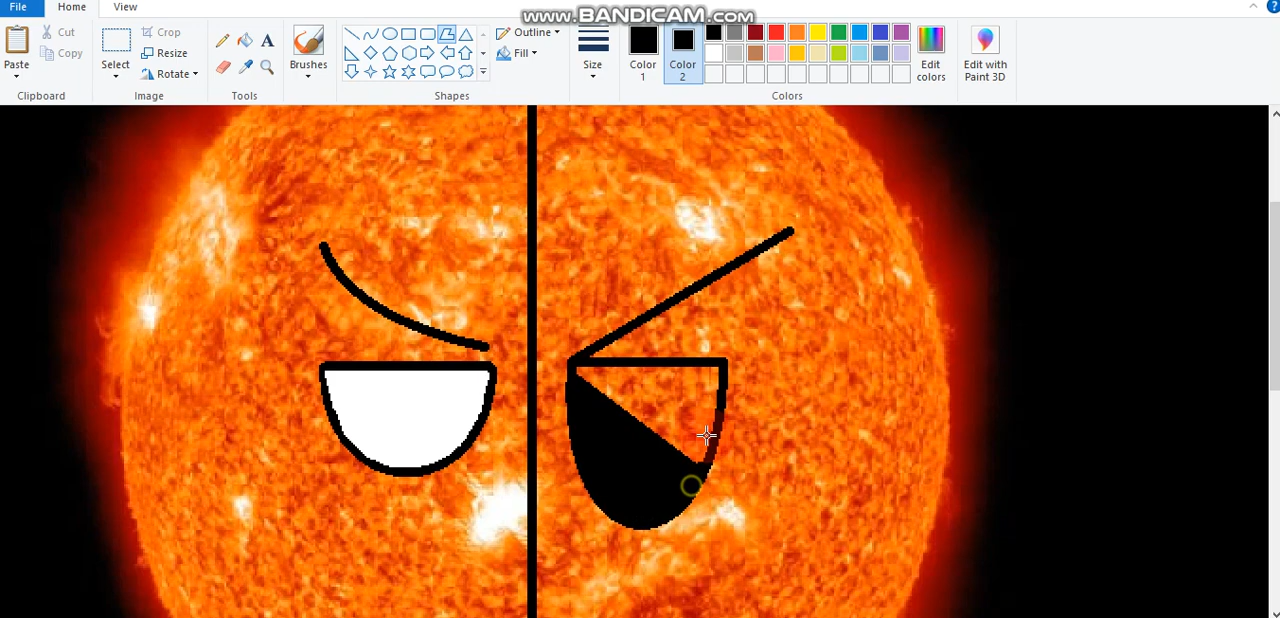 File Home View
www.BANDICAM.com
Paste
Cut
Copy
Clipboard
Select
Crop
Resize
Rotate
Image
A
Tools
Brushes
Outline
Fill
Shapes
Size
Color
1
Color
2
Edit
colors
Colors
Edit with
Paint 3D